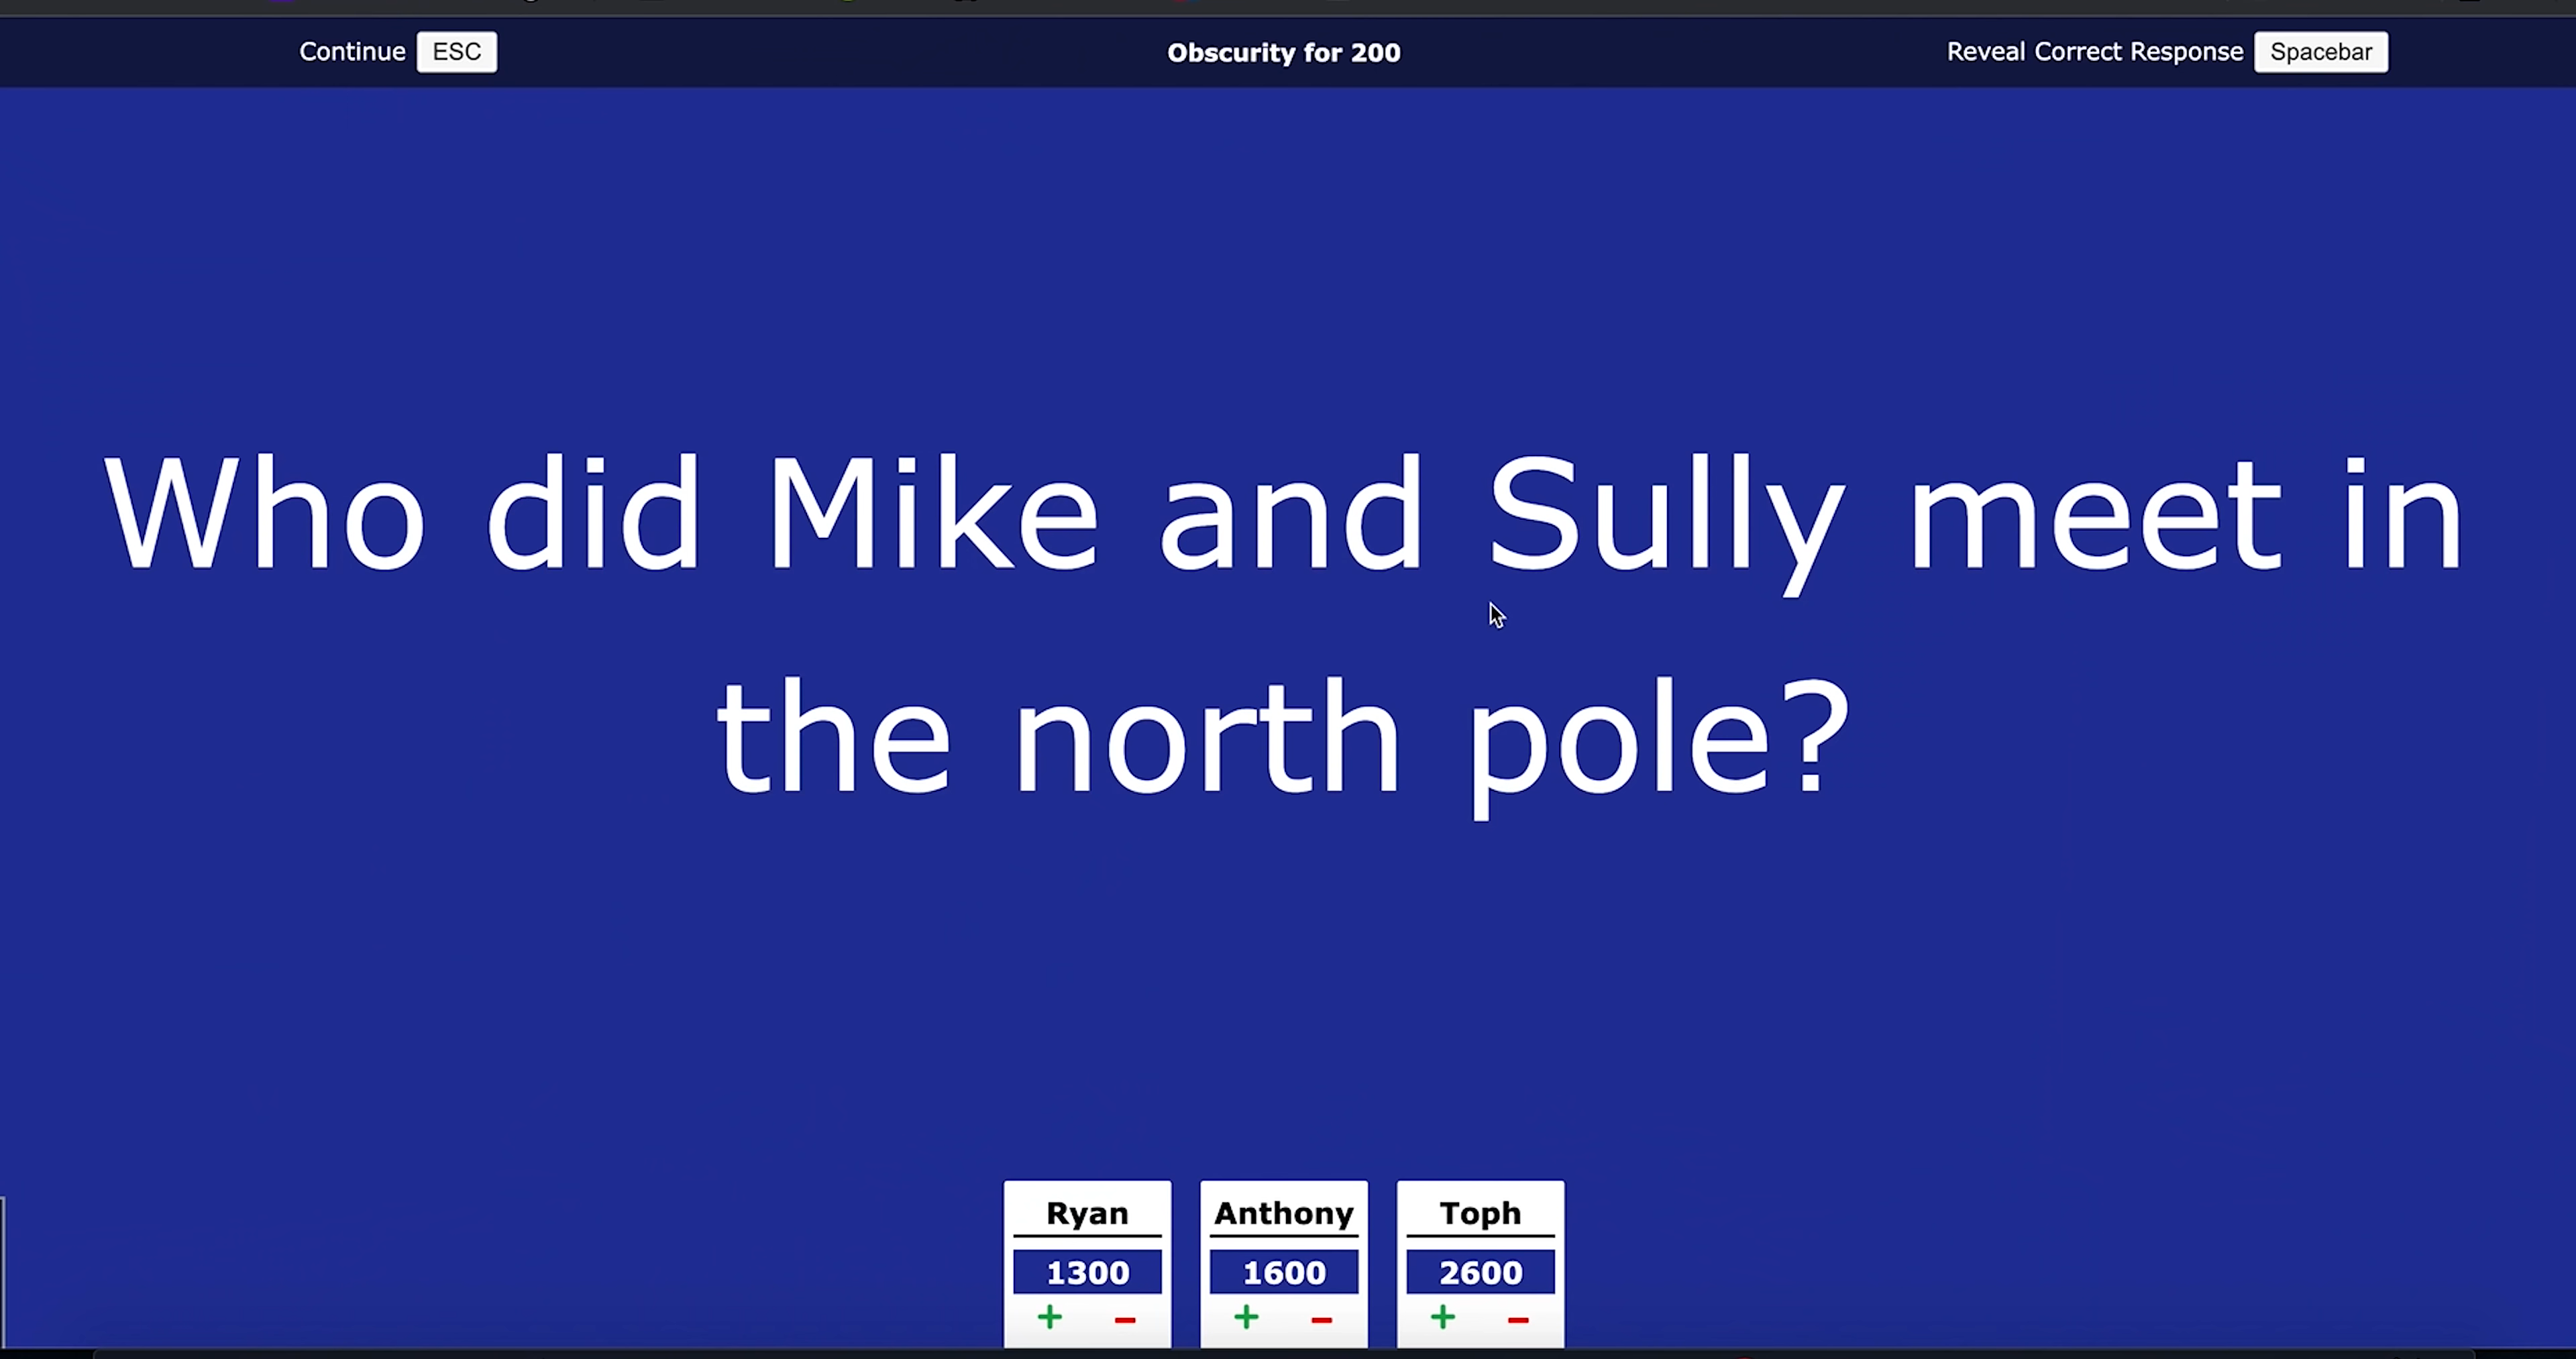 Continue ESC
Obscurity for 200
Reveal Correct Response Spacebar
Who did Mike and Sully meet in
the north pole?
Ryan
1300
+ −
Anthony
1600
+ −
Toph
2600
+ −